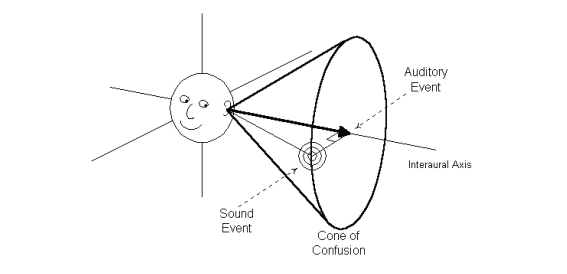 Auditory
Event
Interaural Axis
Sound
Event
Cone of
Confusion